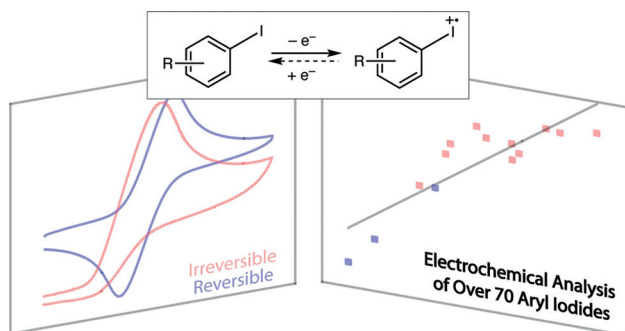 I
R
– e⁻
+ e⁻
+•
I
R
Irreversible
Reversible
Electrochemical Analysis
of Over 70 Aryl Iodides